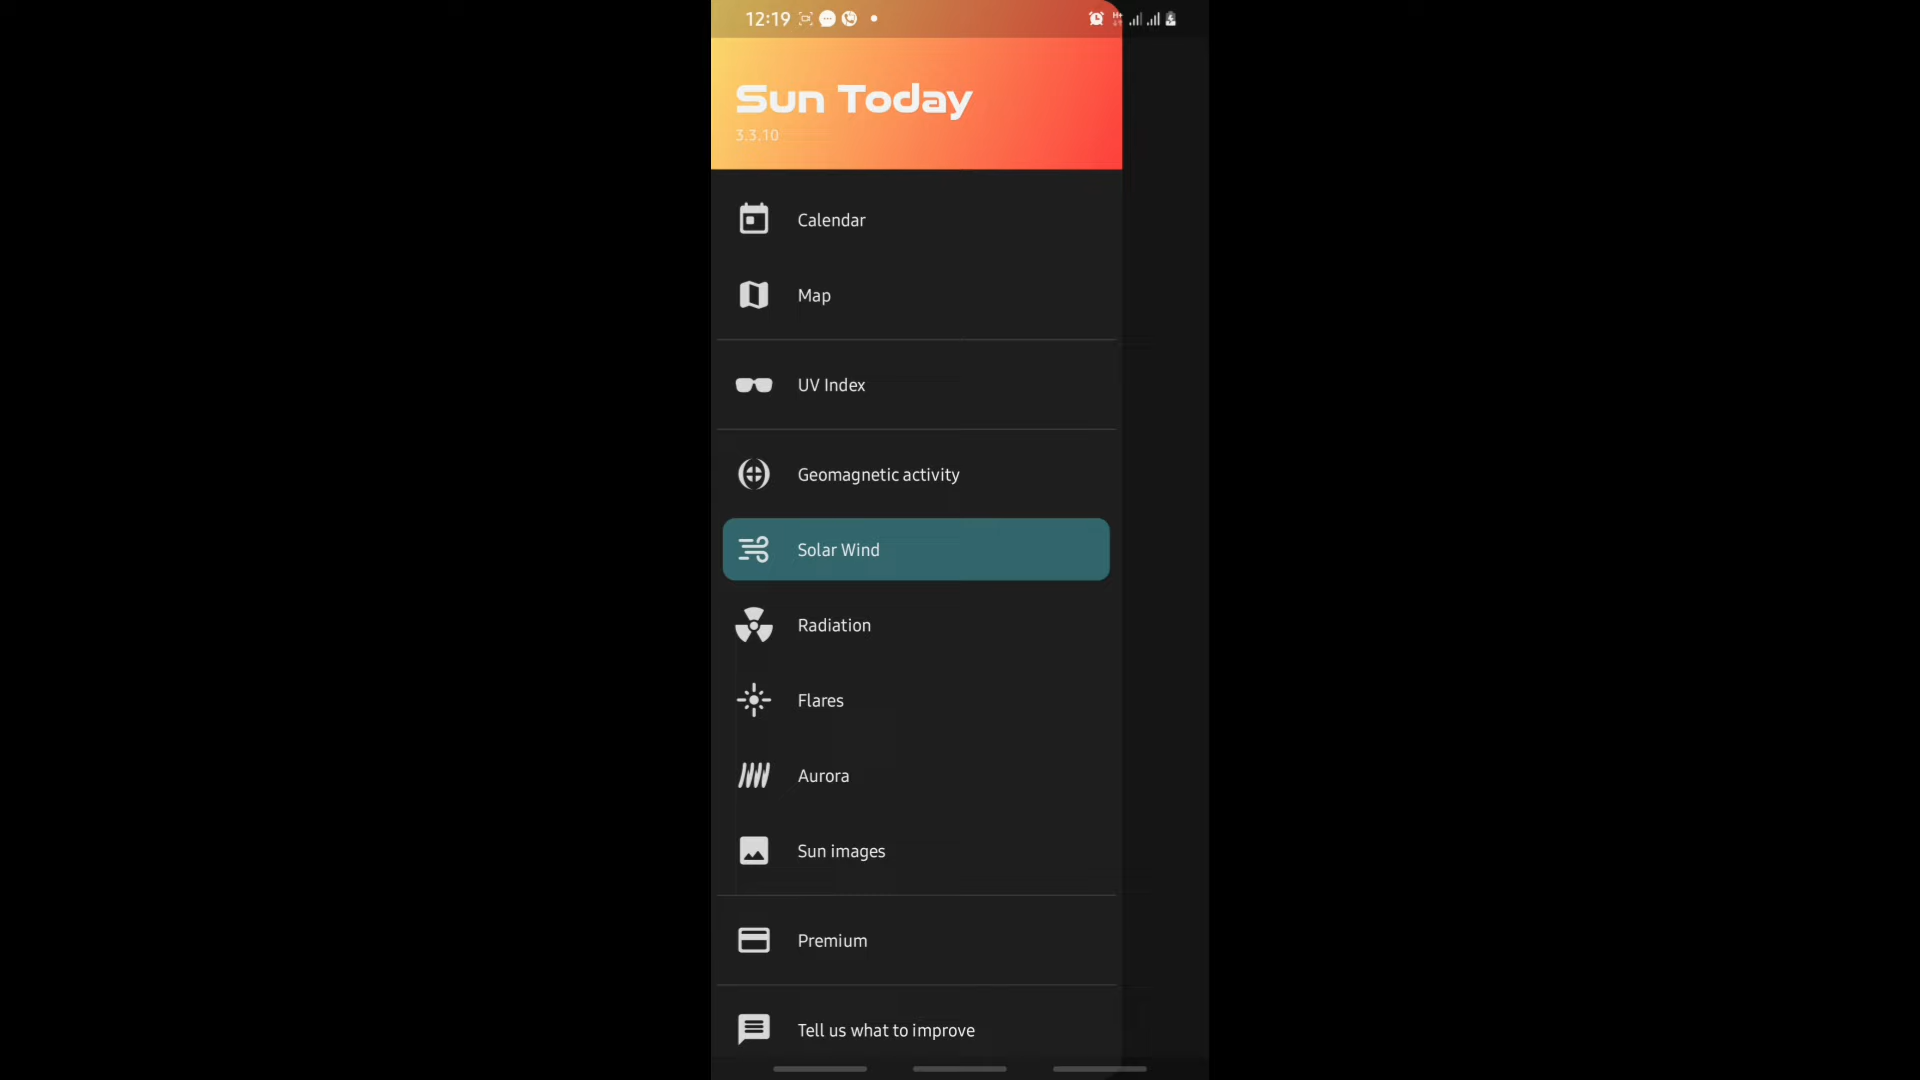 12:19
Sun Today
3.3.10
Calendar
Map
UV Index
Geomagnetic activity
Solar Wind
Radiation
Flares
Aurora
Sun images
Premium
Tell us what to improve